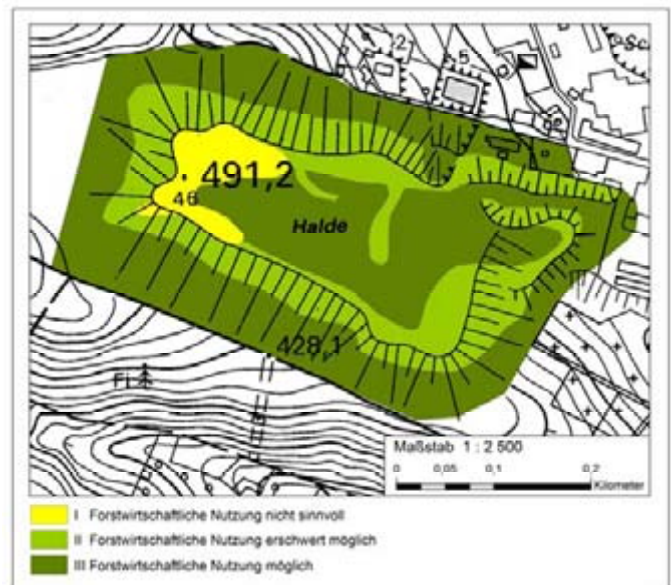 2
5
Sc
491,2
46
Halde
428,1
Fi
Maßstab 1 : 2 500
0 0,05 0,1 0,2
Kilometer
I Forstwirtschaftliche Nutzung nicht sinnvoll
II Forstwirtschaftliche Nutzung erschwert möglich
III Forstwirtschaftliche Nutzung möglich